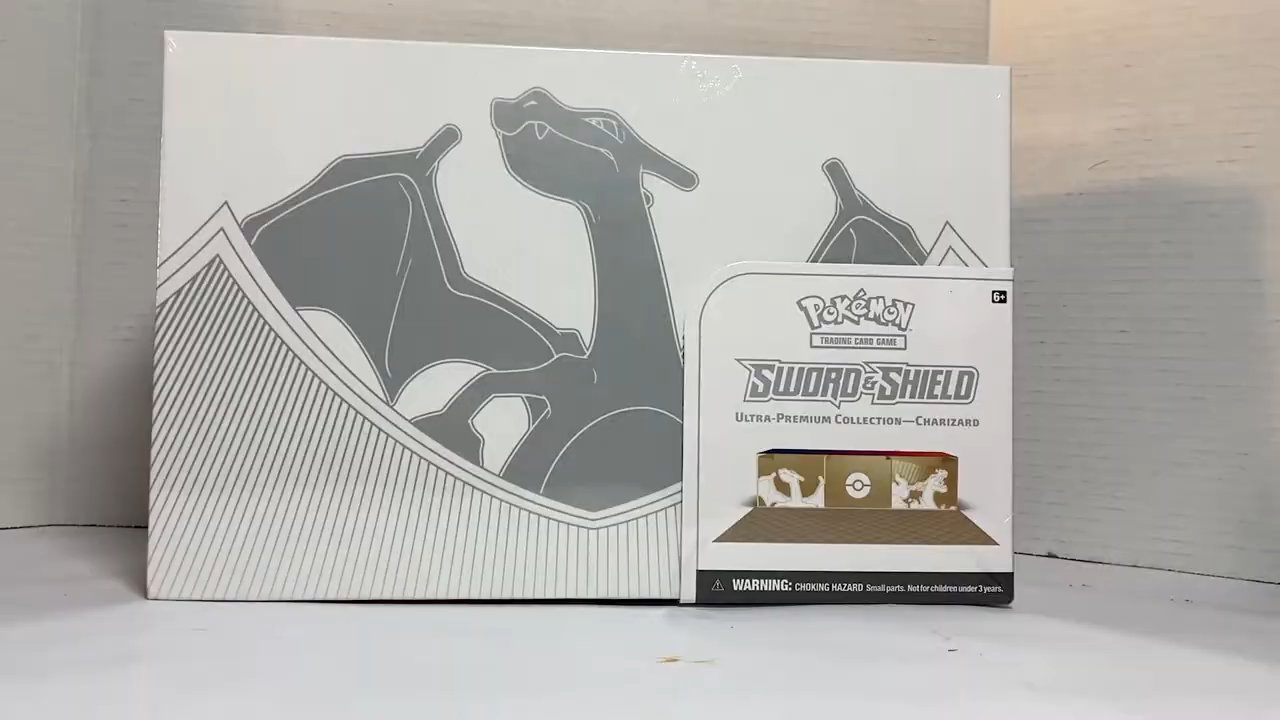 6+
POKÉMON
TRADING CARD GAME
SWORD & SHIELD
ULTRA-PREMIUM COLLECTION—CHARIZARD
WARNING: CHOKING HAZARD Small parts. Not for children under 3 years.